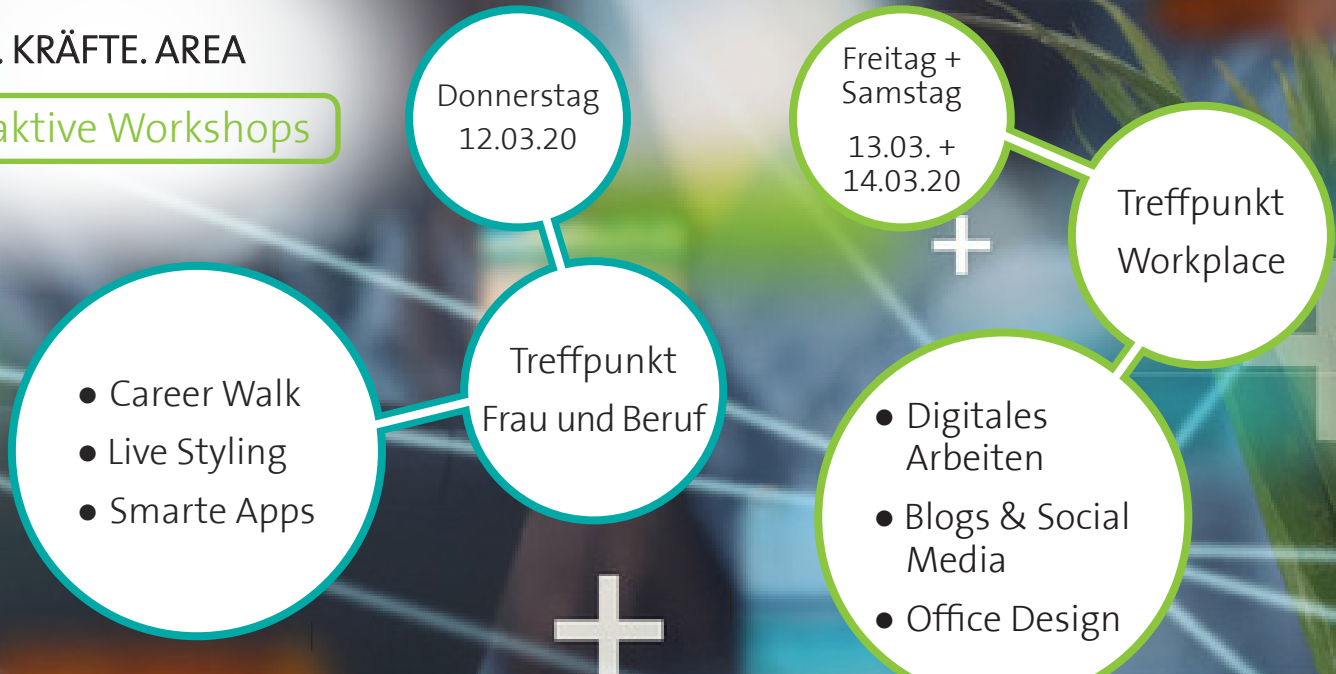 . KRÄFTE. AREA
aktive Workshops
Donnerstag
12.03.20
Treffpunkt
Frau und Beruf
● Career Walk
● Live Styling
● Smarte Apps
Freitag +
Samstag
13.03. +
14.03.20
Treffpunkt
Workplace
● Digitales
Arbeiten
● Blogs & Social
Media
● Office Design